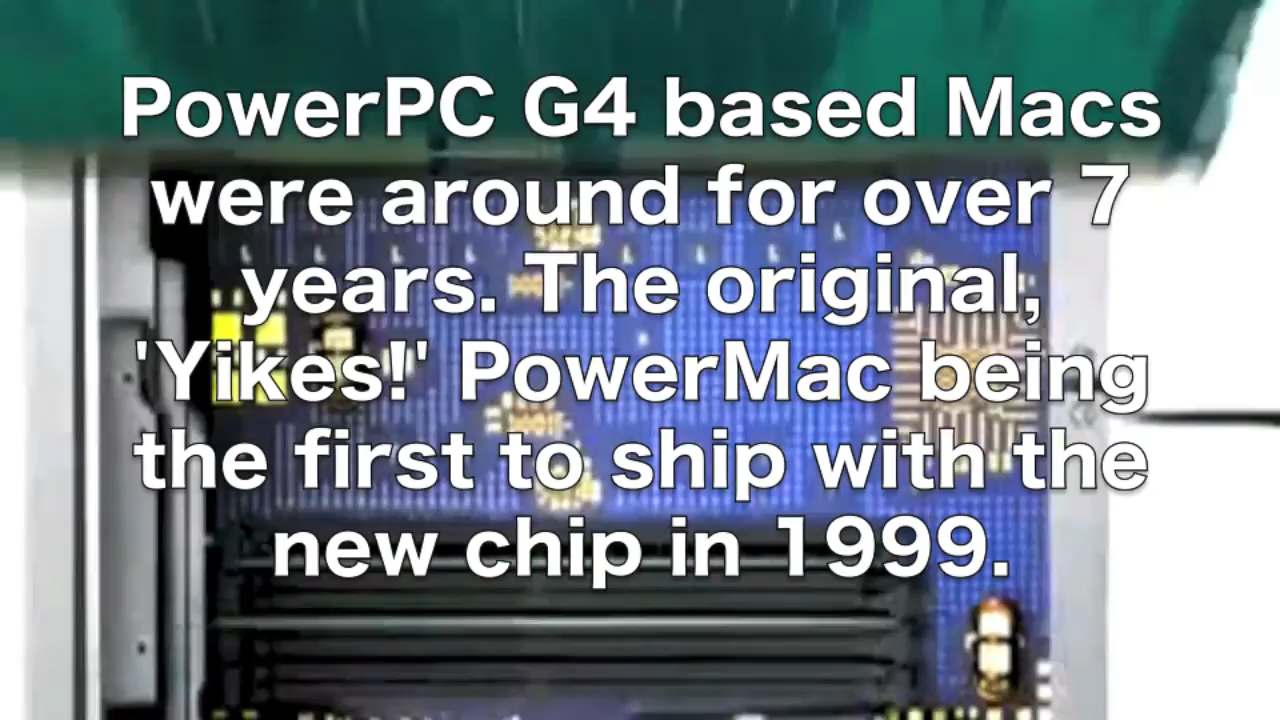 PowerPC G4 based Macs
were around for over 7
years. The original,
'Yikes!' PowerMac being
the first to ship with the
new chip in 1999.